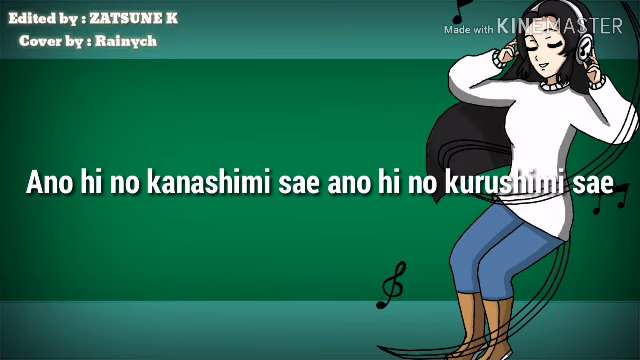 Edited by : ZATSUNE K
Cover by : Rainych
Made with KINEMASTER
Ano hi no kanashimi sae ano hi no kurushimi sae